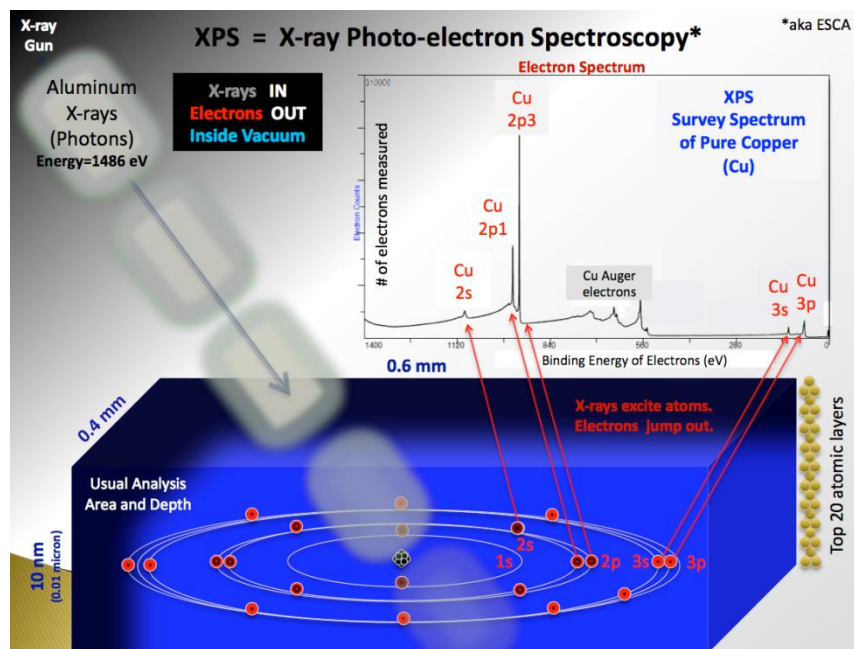 X-ray
Gun
XPS = X-ray Photo-electron Spectroscopy*
*aka ESCA
Aluminum
X-rays
(Photons)
Energy=1486 eV
X-rays IN
Electrons OUT
Inside Vacuum
Electron Spectrum
310000
Electron Counts
# of electrons measured
Cu
2p3
Cu
2p1
Cu
2s
Cu Auger
electrons
Cu
3s
Cu
3p
XPS
Survey Spectrum
of Pure Copper
(Cu)
1400
1120
840
560
280
0
Binding Energy of Electrons (eV)
0.6 mm
0.4 mm
X-rays excite atoms.
Electrons jump out.
Usual Analysis
Area and Depth
10 nm
(0.01 micron)
1s
2s
2p
3s
3p
Top 20 atomic layers